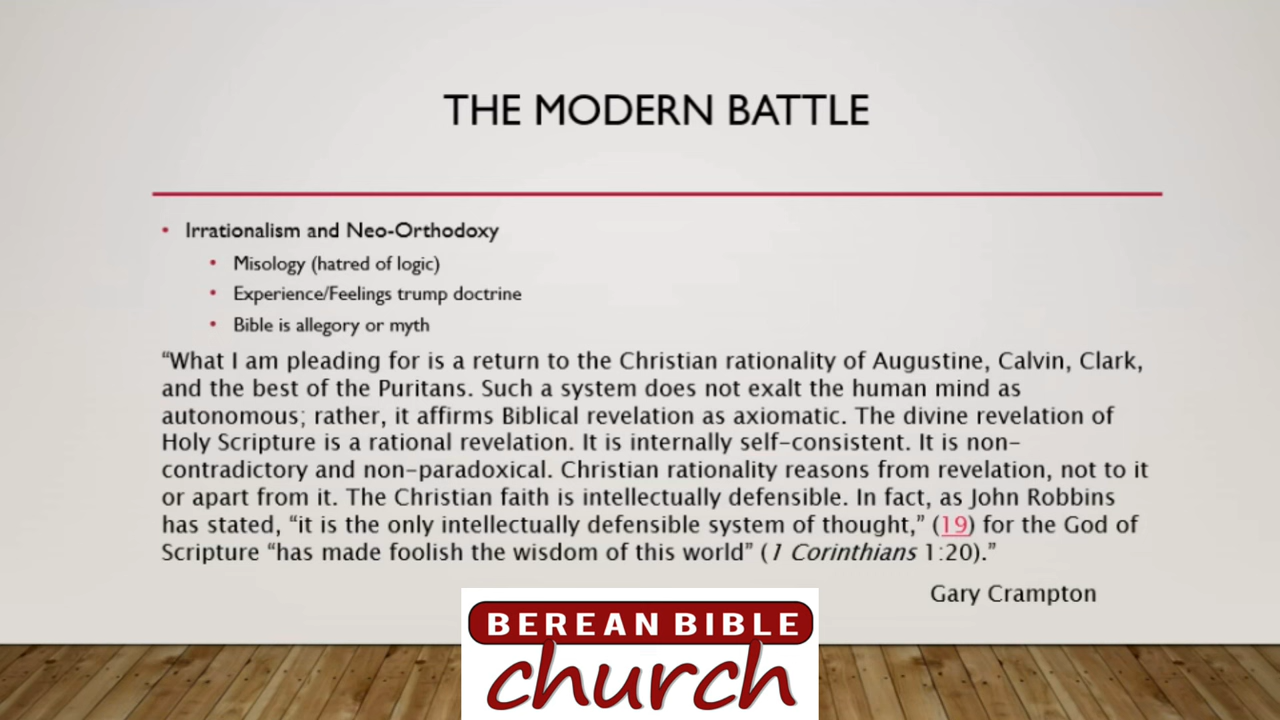 THE MODERN BATTLE
• Irrationalism and Neo-Orthodoxy
• Misology (hatred of logic)
• Experience/Feelings trump doctrine
• Bible is allegory or myth
“What I am pleading for is a return to the Christian rationality of Augustine, Calvin, Clark,
and the best of the Puritans. Such a system does not exalt the human mind as
autonomous; rather, it affirms Biblical revelation as axiomatic. The divine revelation of
Holy Scripture is a rational revelation. It is internally self-consistent. It is non-
contradictory and non-paradoxical. Christian rationality reasons from revelation, not to it
or apart from it. The Christian faith is intellectually defensible. In fact, as John Robbins
has stated, “it is the only intellectually defensible system of thought,” (19) for the God of
Scripture “has made foolish the wisdom of this world” (1 Corinthians 1:20).”
Gary Crampton
BEREAN BIBLE
church